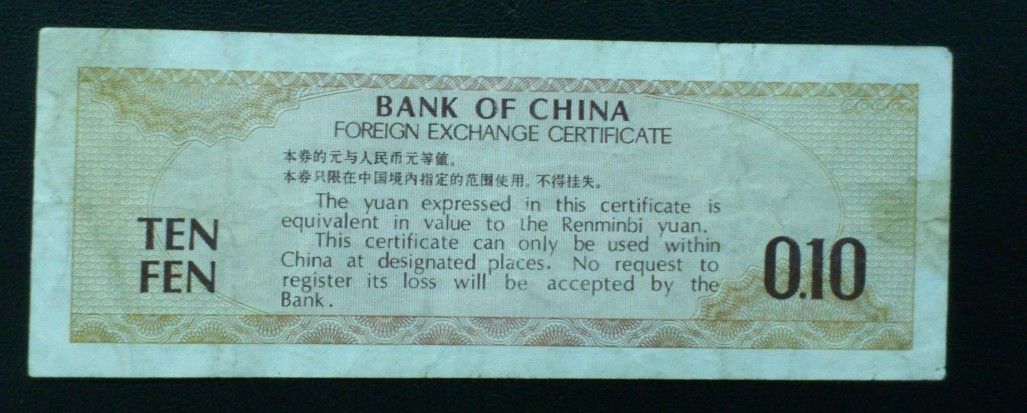 BANK OF CHINA
FOREIGN EXCHANGE CERTIFICATE
本券的元与人民币元等值。
本券只限在中国境内指定的范围使用。不得挂失。
The yuan expressed in this certificate is
equivalent in value to the Renminbi yuan.
This certificate can only be used within
China at designated places. No request to
register its loss will be accepted by the
Bank.
TEN
FEN
0.10